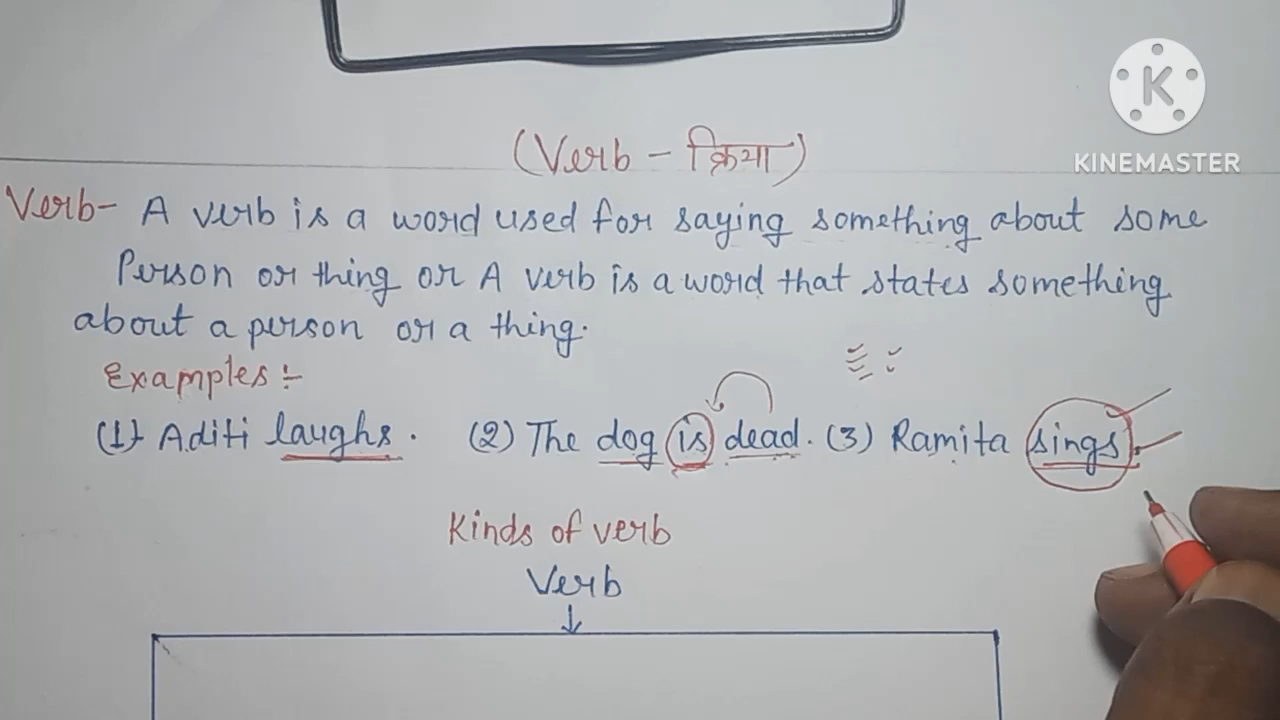 K
KINEMASTER
(Verb - क्रिया)
Verb- A verb is a word used for saying something about some
Person or thing or A verb is a word that states something
about a person or a thing.
Examples :-
(1) Aditi laughs. (2) The dog is dead. (3) Ramita sings.
Kinds of verb
Verb